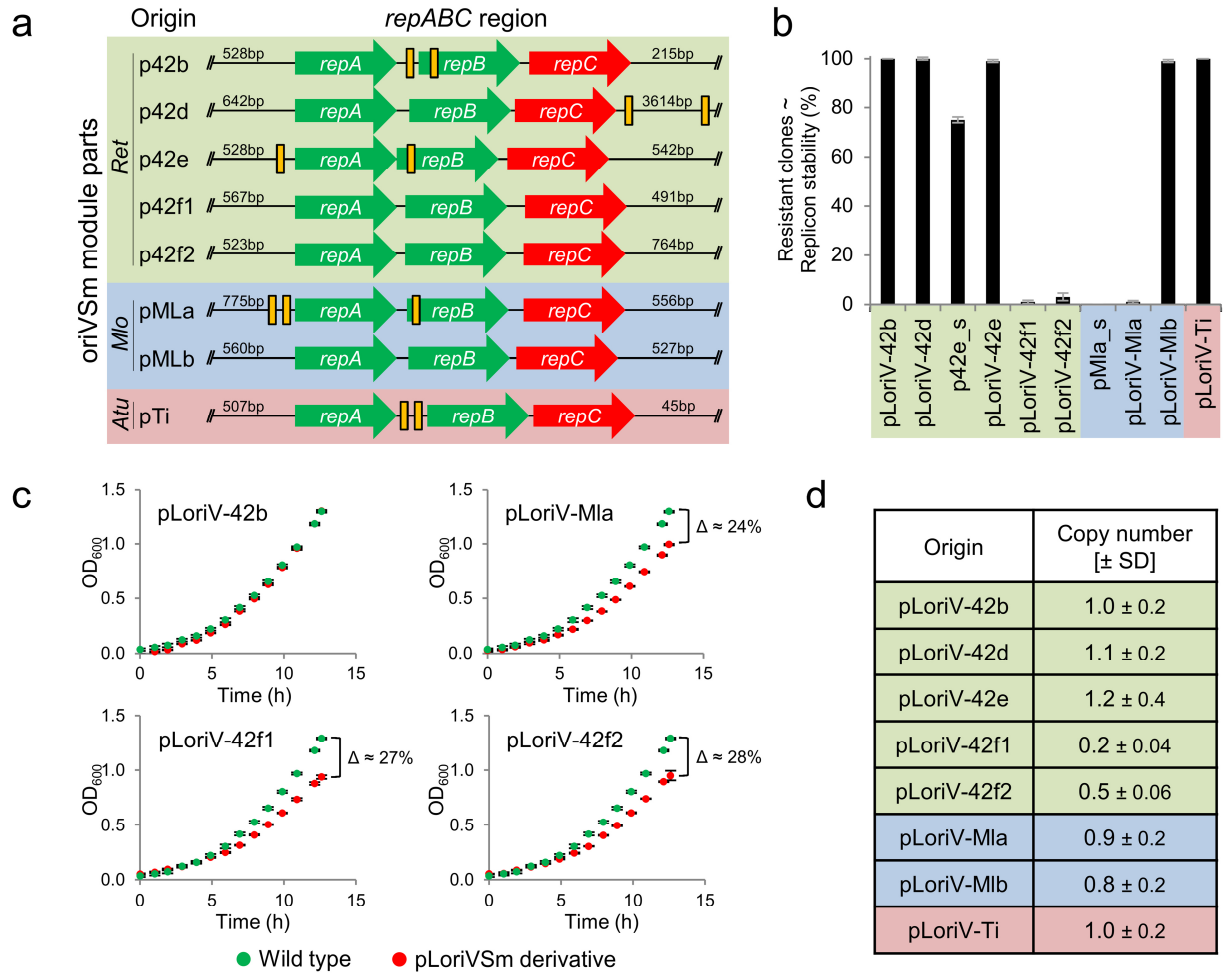 a
Origin
repABC region
oriVSm module parts
Ret
p42b
528bp
repA
repB
repC
215bp
p42d
642bp
repA
repB
repC
3614bp
p42e
528bp
repA
repB
repC
542bp
p42f1
567bp
repA
repB
repC
491bp
p42f2
523bp
repA
repB
repC
764bp
Mlo
pMLa
775bp
repA
repB
repC
556bp
pMLb
560bp
repA
repB
repC
527bp
Atu
pTi
507bp
repA
repB
repC
45bp
b
Resistant clones ~
Replicon stability (%)
100
80
60
40
20
0
pLoriV-42b
pLoriV-42d
p42e_s
pLoriV-42e
pLoriV-42f1
pLoriV-42f2
pMla_s
pLoriV-Mla
pLoriV-Mlb
pLoriV-Ti
c
pLoriV-42b
OD600
1.5
1.0
0.5
0.0
0 5 10 15
Time (h)
pLoriV-Mla
Δ ≈ 24%
OD600
1.5
1.0
0.5
0.0
0 5 10 15
Time (h)
pLoriV-42f1
Δ ≈ 27%
OD600
1.5
1.0
0.5
0.0
0 5 10 15
Time (h)
pLoriV-42f2
Δ ≈ 28%
OD600
1.5
1.0
0.5
0.0
0 5 10 15
Time (h)
Wild type
pLoriVSm derivative
d
Origin
Copy number
[± SD]
pLoriV-42b 1.0 ± 0.2
pLoriV-42d 1.1 ± 0.2
pLoriV-42e 1.2 ± 0.4
pLoriV-42f1 0.2 ± 0.04
pLoriV-42f2 0.5 ± 0.06
pLoriV-Mla 0.9 ± 0.2
pLoriV-Mlb 0.8 ± 0.2
pLoriV-Ti 1.0 ± 0.2